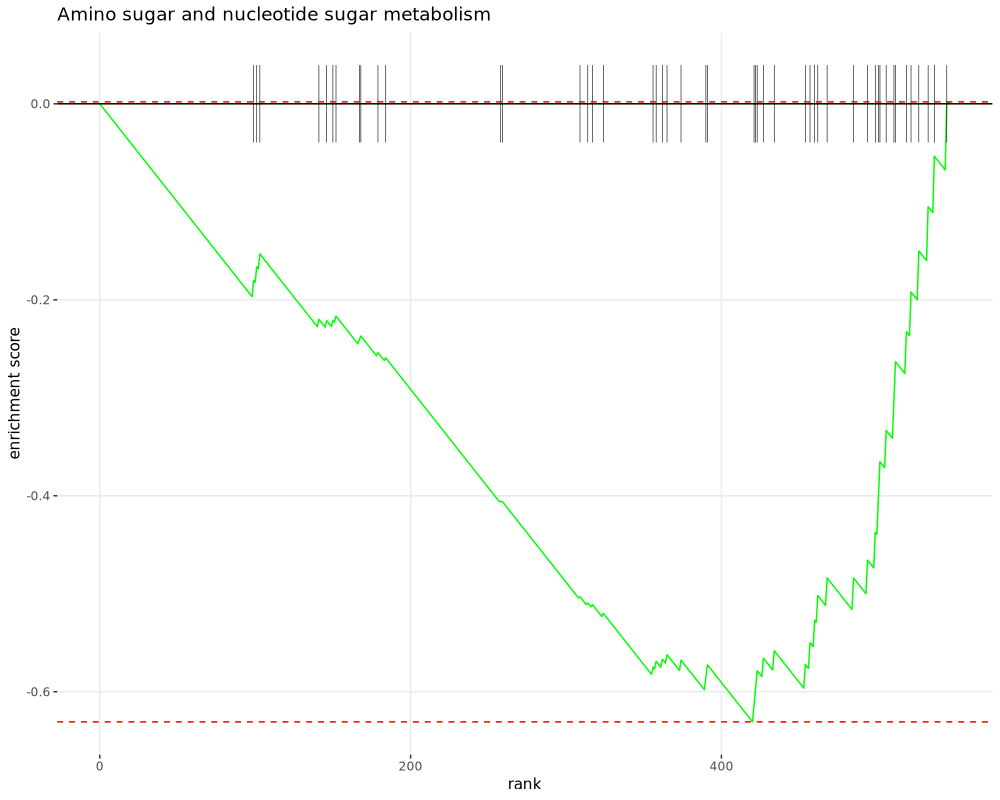 Amino sugar and nucleotide sugar metabolism
0.0
-0.2
-0.4
-0.6
enrichment score
0
200
400
rank